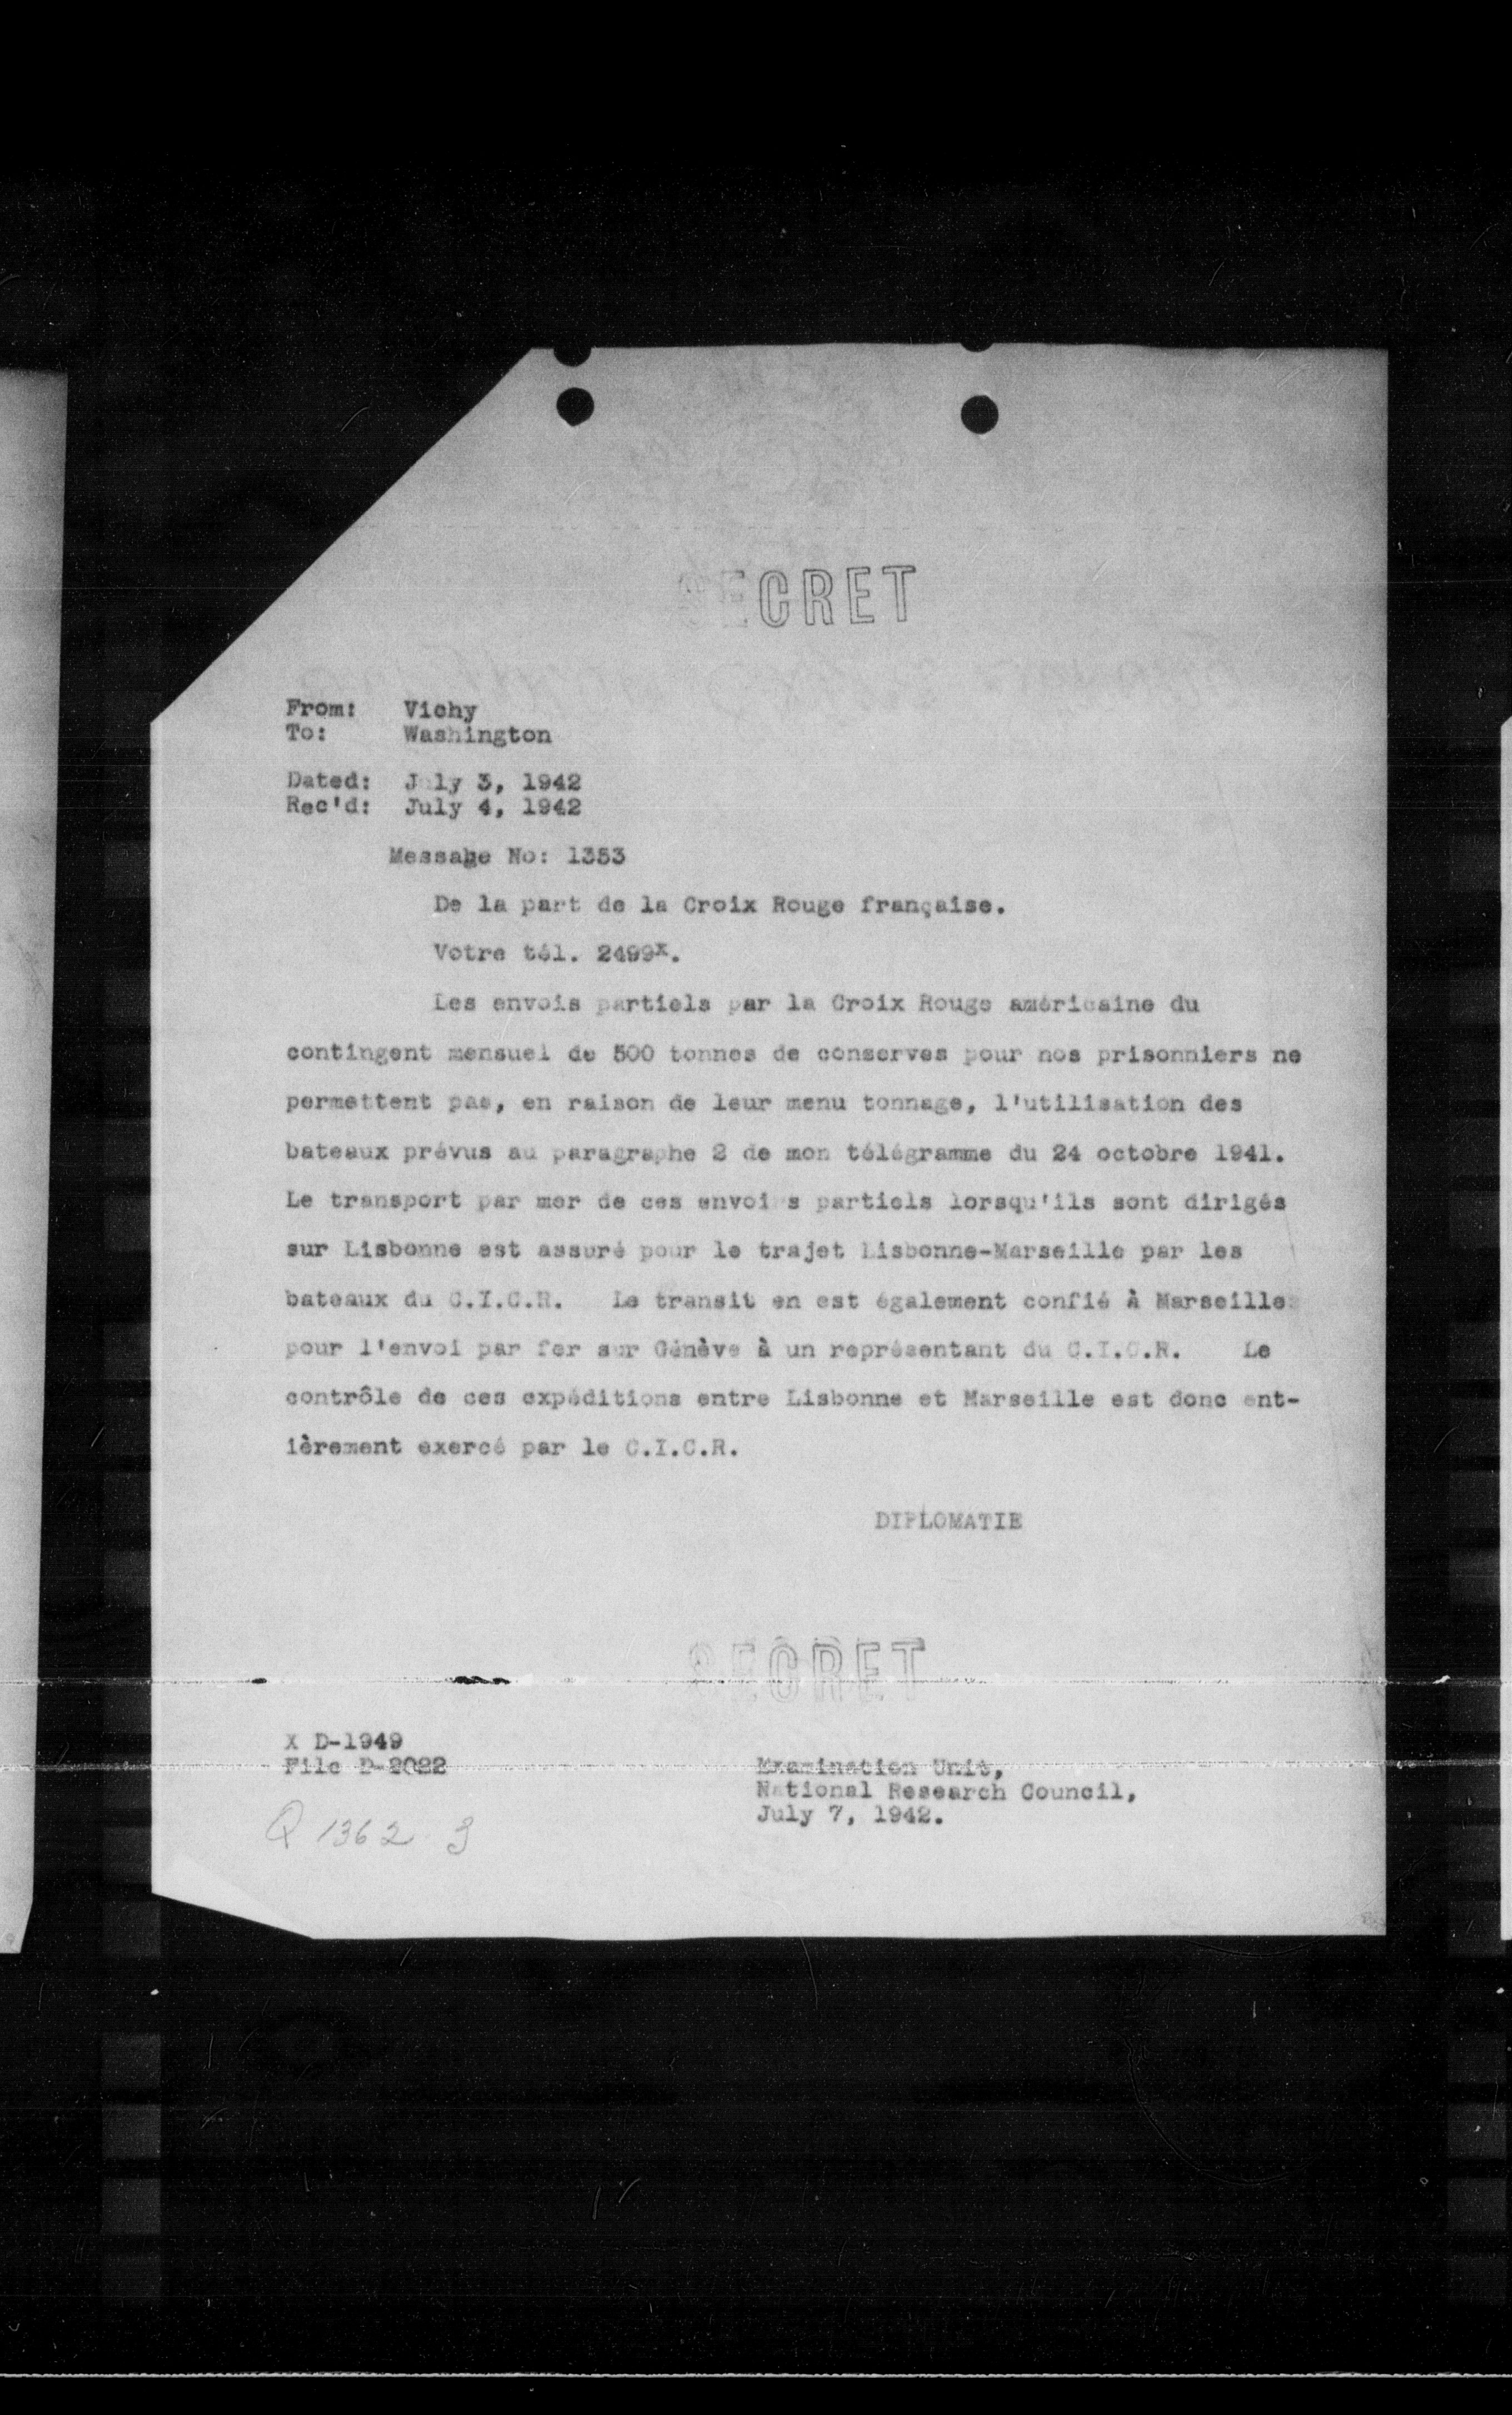 SECRET
From: Vichy
To: Washington
Dated: July 3, 1942
Rec'd: July 4, 1942
Message No: 1353
De la part de la Croix Rouge française.
Votre tél. 2499x.
Les envois partiels par la Croix Rouge américaine du
contingent mensuel de 500 tonnes de conserves pour nos prisonniers ne
permettent pas, en raison de leur menu tonnage, l'utilisation des
bateaux prévus au paragraphe 2 de mon télégramme du 24 octobre 1941.
Le transport par mer de ces envois partiels lorsqu'ils sont dirigés
sur Lisbonne est assuré pour le trajet Lisbonne-Marseille par les
bateaux du C.I.C.R. Le transit en est également confié à Marseille
pour l'envoi par fer sur Génève à un représentant du C.I.C.R. Le
contrôle de ces expéditions entre Lisbonne et Marseille est donc ent-
ièrement exercé par le C.I.C.R.
DIPLOMATIE
SECRET
X D-1949
File D-2022
Examination Unit,
National Research Council,
July 7, 1942.
Q 1362 3